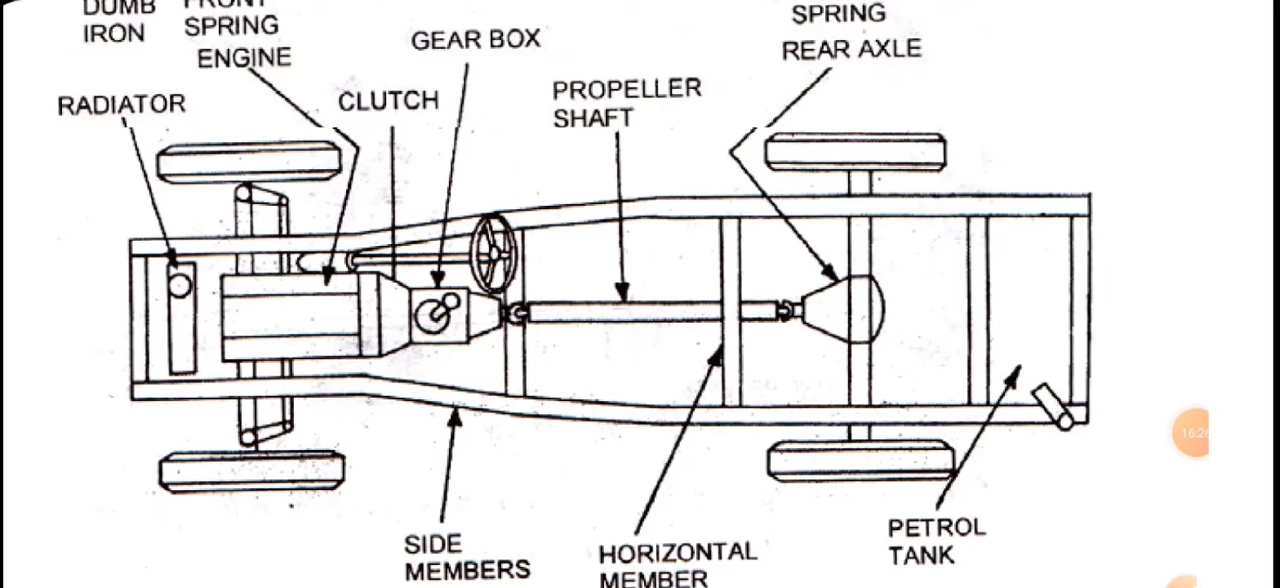 DUMB
IRON
FRONT
SPRING
ENGINE
GEAR BOX
SPRING
REAR AXLE
RADIATOR
CLUTCH
PROPELLER
SHAFT
SIDE
MEMBERS
HORIZONTAL
MEMBER
PETROL
TANK